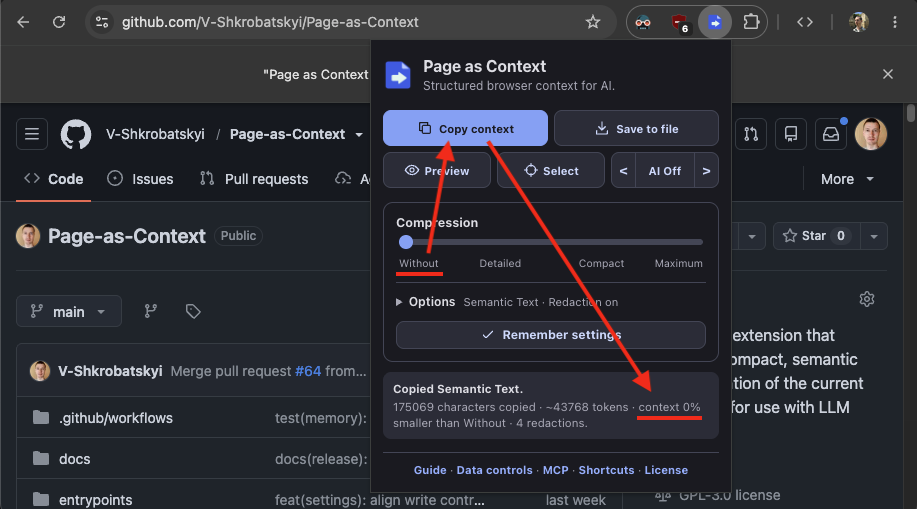 github.com/V-Shkrobatskyi/Page-as-Context
6
"Page as Context
Page as Context
Structured browser context for AI.
Copy context
Save to file
Preview
Select
<
AI Off
>
Compression
Without
Detailed
Compact
Maximum
Options
Semantic Text · Redaction on
Remember settings
Copied Semantic Text.
175069 characters copied · ~43768 tokens · context 0%
smaller than Without · 4 redactions.
Guide · Data controls · MCP · Shortcuts · License
V-Shkrobatskyi / Page-as-Context
Code
Issues
Pull requests
A
More
Page-as-Context
Public
Star 0
main
V-Shkrobatskyi Merge pull request #64 from...
.github/workflows
test(memory):
docs
docs(release):
entrypoints
feat(settings): align write contr...
last week
extension that
ompact, semantic
tion of the current
for use with LLM
GPL-3.0 license